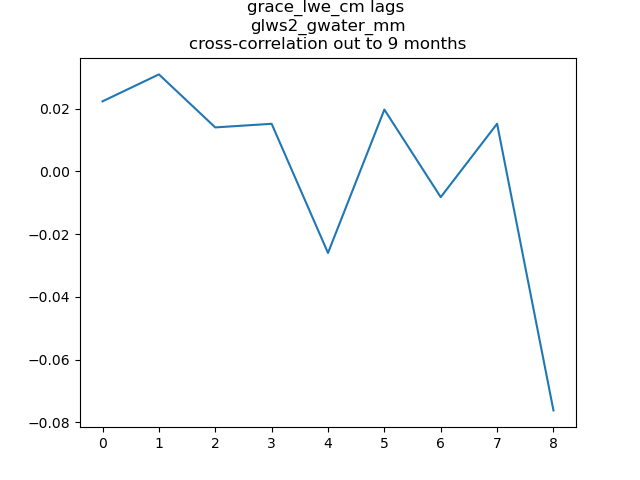 grace_lwe_cm lags
glws2_gwater_mm
cross-correlation out to 9 months
0.02
0.00
−0.02
−0.04
−0.06
−0.08
0 1 2 3 4 5 6 7 8